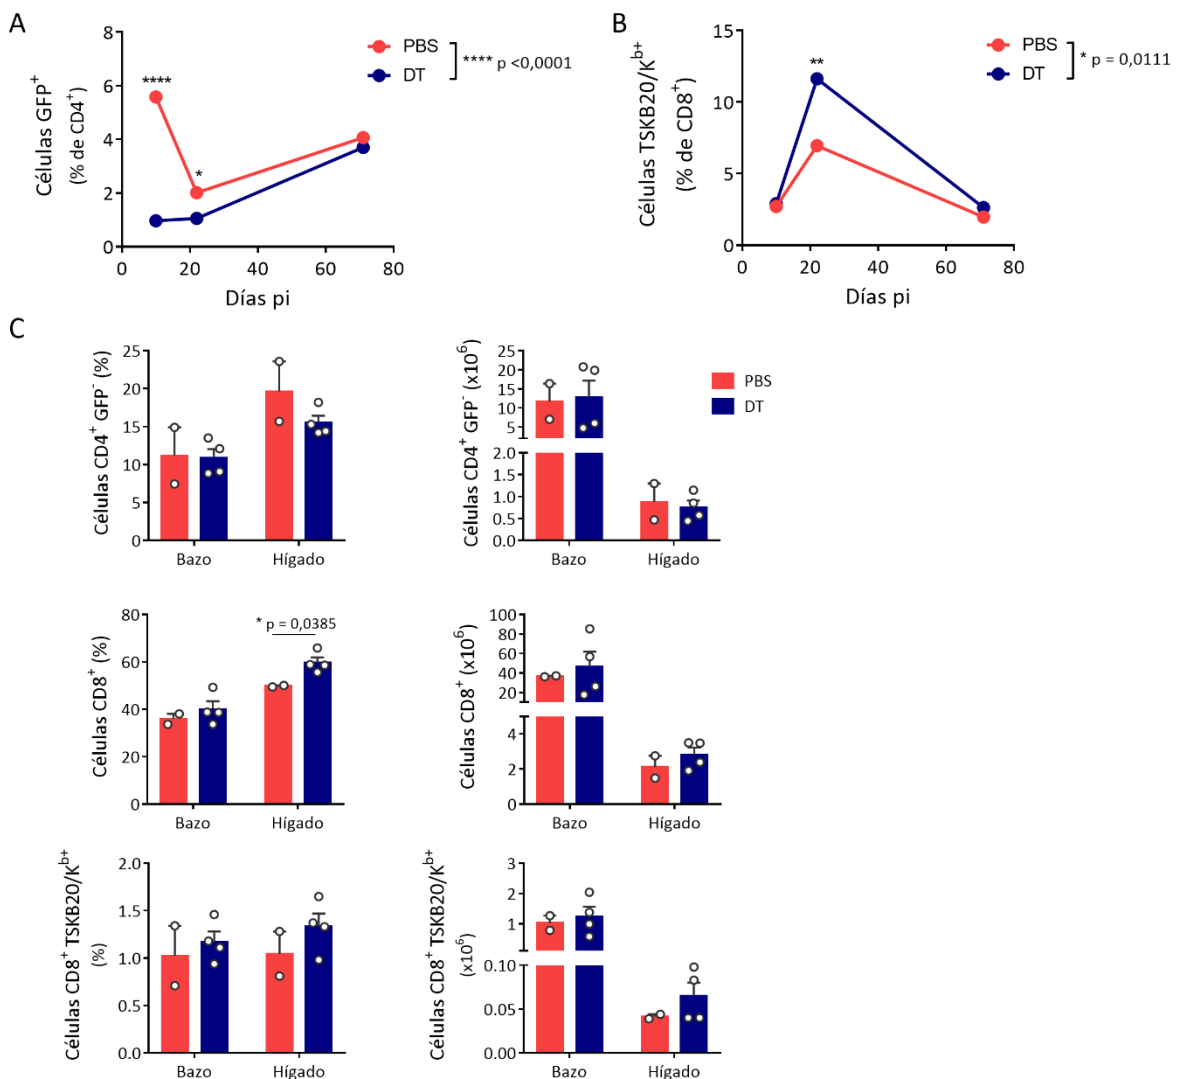 A
Células GFP⁺
(% de CD4⁺)
8
6
4
2
0
0 20 40 60 80
Días pi
****
*
PBS
DT
**** p <0,0001
B
Células TSKB20/Kᵇ⁺
(% de CD8⁺)
15
10
5
0
0 20 40 60 80
Días pi
**
PBS
DT
* p = 0,0111
C
Células CD4⁺ GFP⁻ (%)
25
20
15
10
5
0
Bazo Hígado
Células CD4⁺ GFP⁻ (x10⁶)
25
20
15
10
5
2.0
1.5
1.0
0.5
0.0
Bazo Hígado
PBS
DT
Células CD8⁺ (%)
80
60
40
20
0
* p = 0,0385
Bazo Hígado
Células CD8⁺ (x10⁶)
100
80
60
40
20
4
2
0
Bazo Hígado
Células CD8⁺ TSKB20/Kᵇ⁺
(%)
2.0
1.5
1.0
0.5
0.0
Bazo Hígado
Células CD8⁺ TSKB20/Kᵇ⁺
(x10⁶)
3
2
1
0.10
0.05
0.00
Bazo Hígado